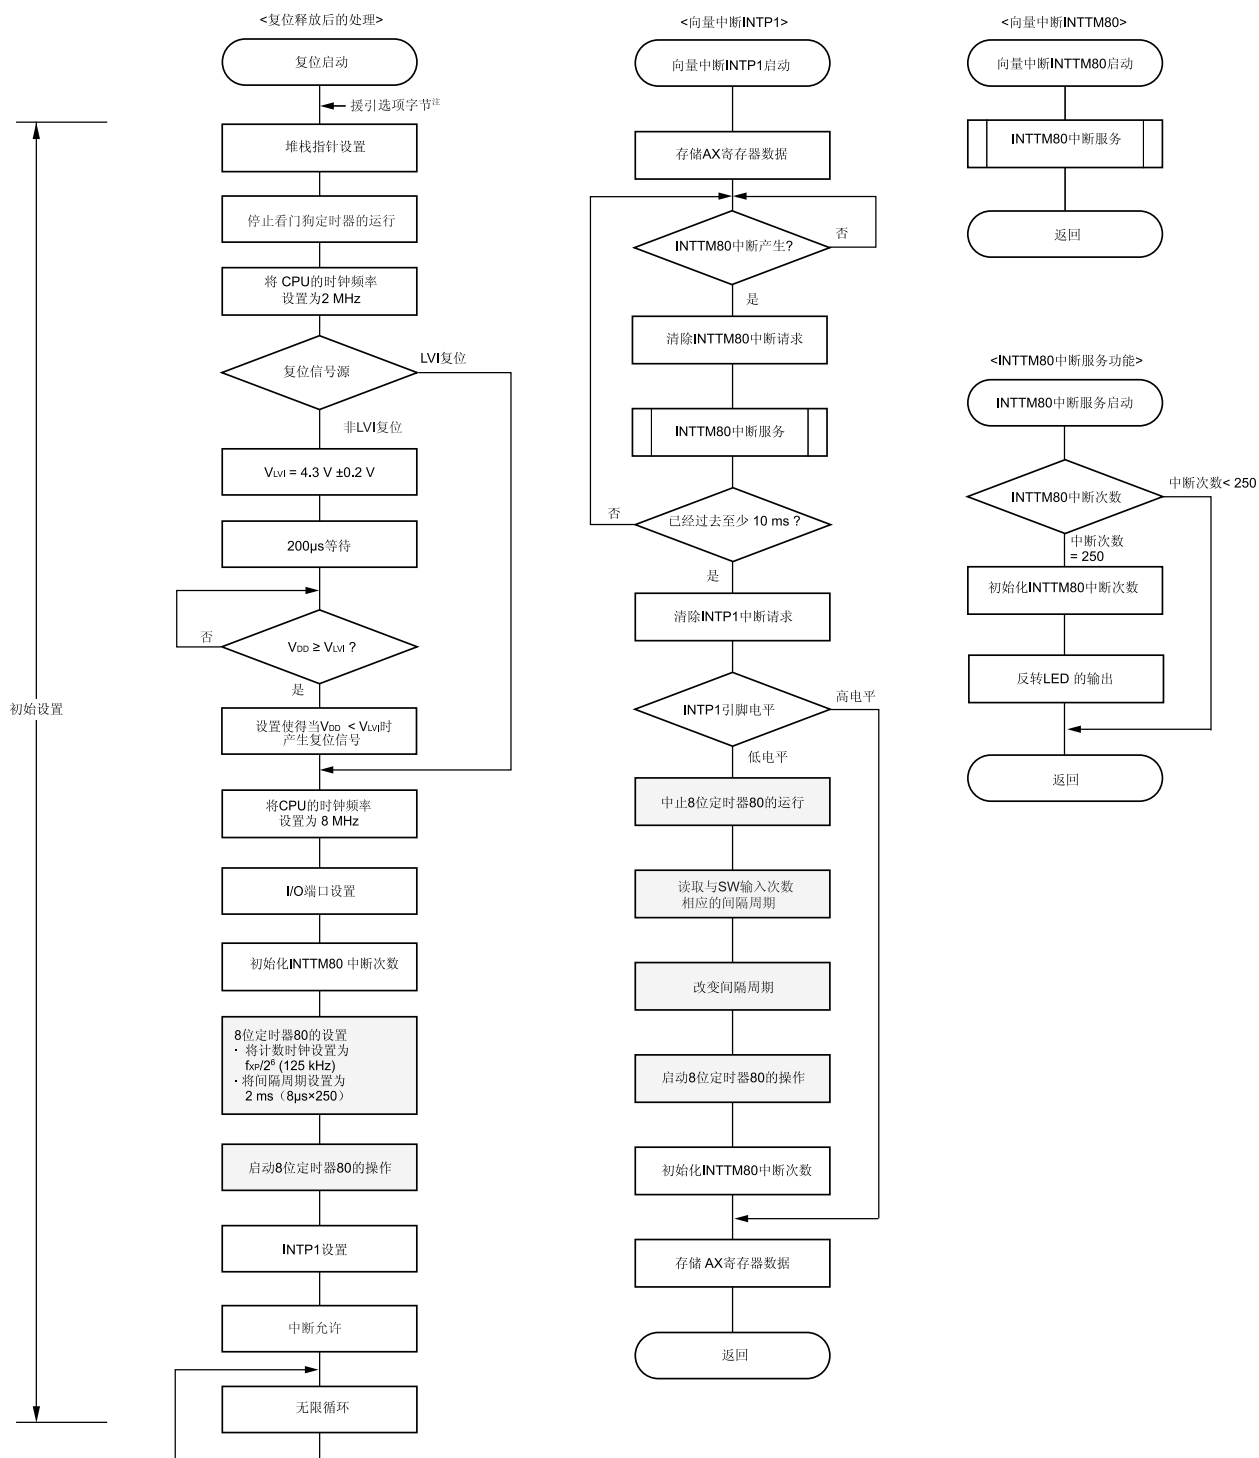 <复位释放后的处理>
复位启动
援引选项字节注
堆栈指针设置
停止看门狗定时器的运行
将 CPU的时钟频率
设置为2 MHz
复位信号源
LVI复位
非LVI复位
VLVI = 4.3 V ±0.2 V
200μs等待
否
VDD ≥ VLVI ?
是
设置使得当VDD < VLVI时
产生复位信号
初始设置
将CPU的时钟频率
设置为 8 MHz
I/O端口设置
初始化INTTM80 中断次数
8位定时器80的设置
· 将计数时钟设置为
fXP/2⁶ (125 kHz)
· 将间隔周期设置为
2 ms（8μs×250）
启动8位定时器80的操作
INTP1设置
中断允许
无限循环
<向量中断INTP1>
向量中断INTP1启动
存储AX寄存器数据
INTTM80中断产生?
否
是
清除INTTM80中断请求
INTTM80中断服务
否
已经过去至少 10 ms ?
是
清除INTP1中断请求
INTP1引脚电平
高电平
低电平
中止8位定时器80的运行
读取与SW输入次数
相应的间隔周期
改变间隔周期
启动8位定时器80的操作
初始化INTTM80中断次数
存储 AX寄存器数据
返回
<向量中断INTTM80>
向量中断INTTM80启动
INTTM80中断服务
返回
<INTTM80中断服务功能>
INTTM80中断服务启动
INTTM80中断次数
中断次数< 250
中断次数
= 250
初始化INTTM80中断次数
反转LED 的输出
返回